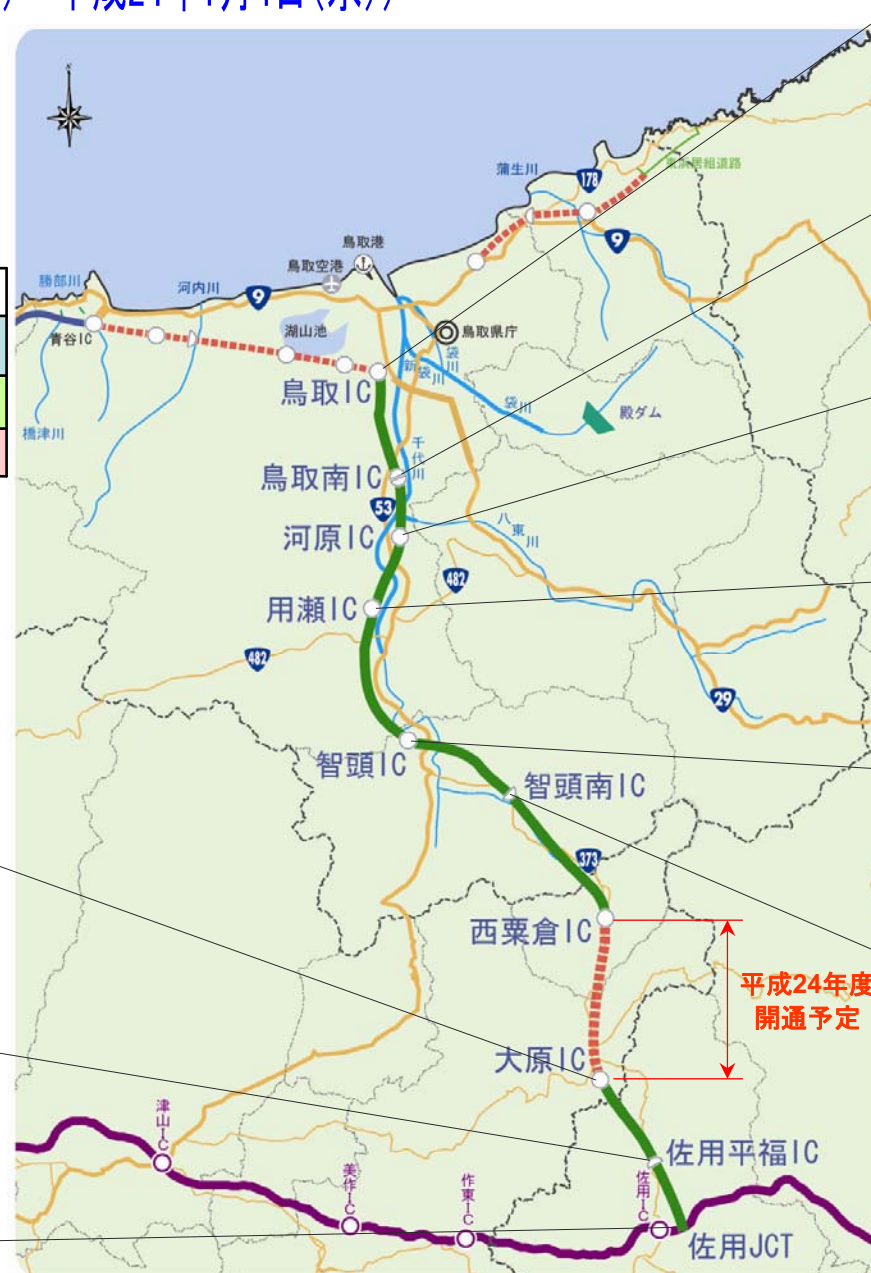 N
蒲生川
178
東浜居組道路
9
鳥取港
鳥取空港
勝部川
河内川
9
青谷IC
湖山池
鳥取県庁
新袋川
袋川
鳥取IC
袋川
殿ダム
橋津川
千代川
鳥取南IC
53
八東川
河原IC
482
用瀬IC
482
29
智頭IC
智頭南IC
373
西粟倉IC
平成24年度
開通予定
大原IC
津山IC
佐用平福IC
美作IC
作東IC
佐用IC
佐用JCT